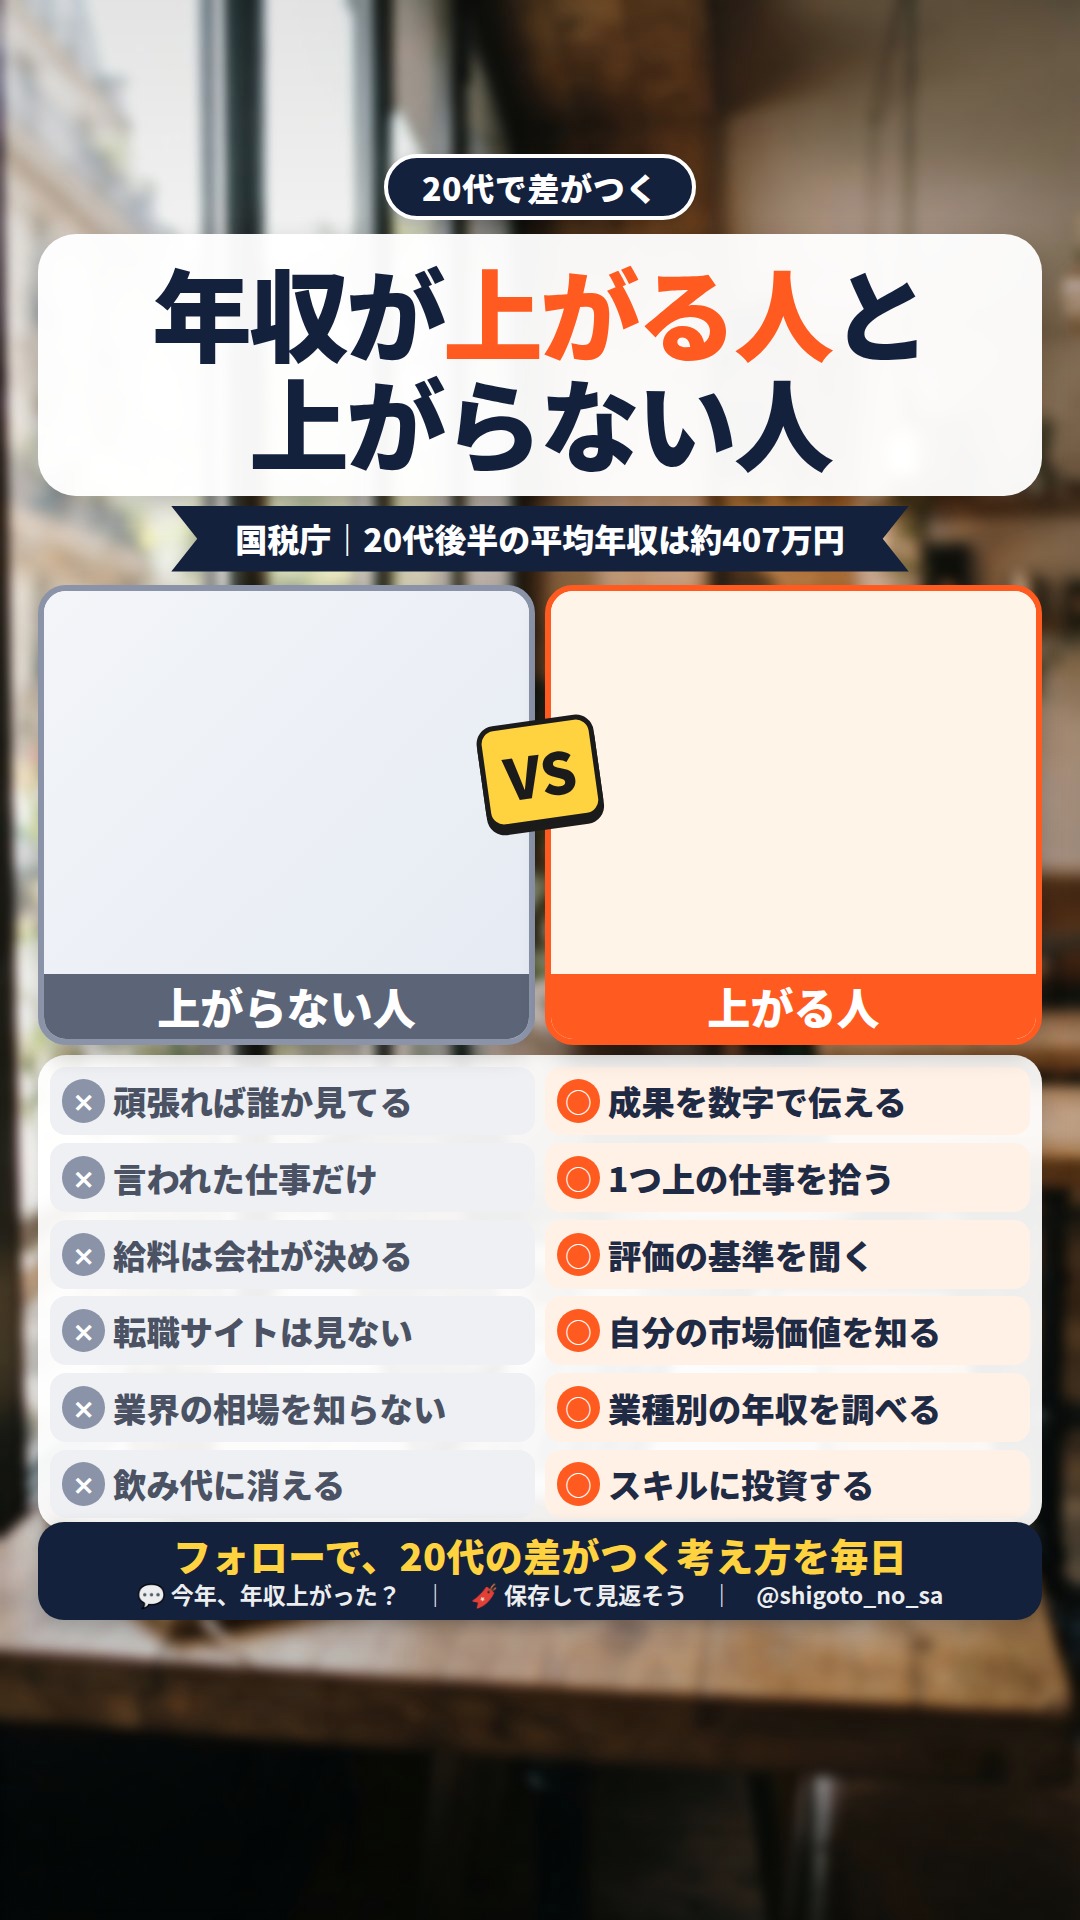 20代で差がつく
年収が上がる人と
上がらない人
国税庁｜20代後半の平均年収は約407万円
VS
上がらない人
上がる人
× 頑張れば誰か見てる
◯ 成果を数字で伝える
× 言われた仕事だけ
◯ 1つ上の仕事を拾う
× 給料は会社が決める
◯ 評価の基準を聞く
× 転職サイトは見ない
◯ 自分の市場価値を知る
× 業界の相場を知らない
◯ 業種別の年収を調べる
× 飲み代に消える
◯ スキルに投資する
フォローで、20代の差がつく考え方を毎日
💬 今年、年収上がった？ ｜ 🔖 保存して見返そう ｜ @shigoto_no_sa